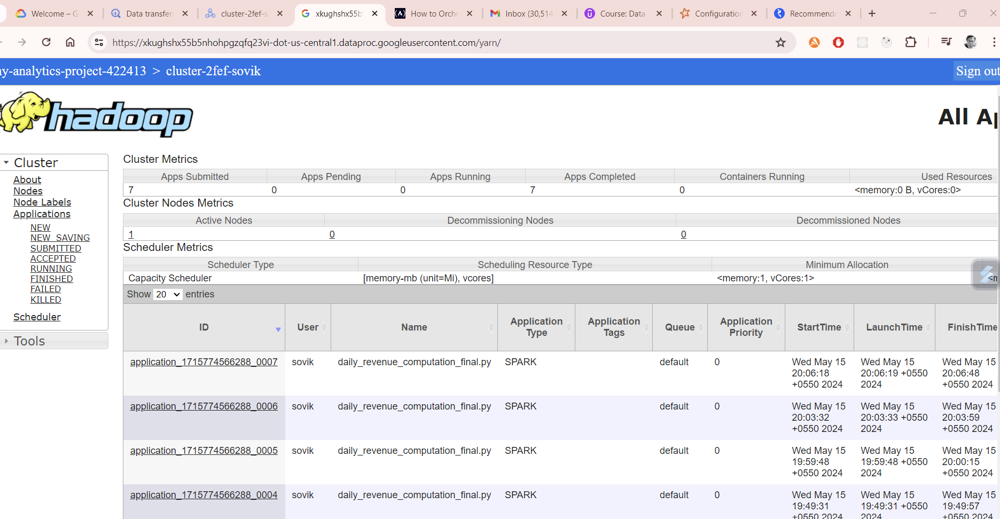 Welcome – G
Data transfer
cluster-2fef-s
xkughshx55b
How to Orche
Inbox (30,514
Course: Data
Configuration
Recommende
https://xkughshx55b5nhohpgzqfq23vi-dot-us-central1.dataproc.googleusercontent.com/yarn/
y-analytics-project-422413 > cluster-2fef-sovik
Sign out
hadoop
All Ap
Cluster
About
Nodes
Node Labels
Applications
NEW
NEW_SAVING
SUBMITTED
ACCEPTED
RUNNING
FINISHED
FAILED
KILLED
Scheduler
Tools
Cluster Metrics
Apps Submitted Apps Pending Apps Running Apps Completed Containers Running Used Resources
7 0 0 7 0 <memory:0 B, vCores:0>
Cluster Nodes Metrics
Active Nodes Decommissioning Nodes Decommissioned Nodes
1 0 0
Scheduler Metrics
Scheduler Type Scheduling Resource Type Minimum Allocation
Capacity Scheduler [memory-mb (unit=Mi), vcores] <memory:1, vCores:1> <m
Show 20 entries
ID User Name Application Type Application Tags Queue Application Priority StartTime LaunchTime FinishTime
application_1715774566288_0007 sovik daily_revenue_computation_final.py SPARK default 0 Wed May 15 20:06:18 +0550 2024 Wed May 15 20:06:19 +0550 2024 Wed May 15 20:06:48 +0550 2024
application_1715774566288_0006 sovik daily_revenue_computation_final.py SPARK default 0 Wed May 15 20:03:32 +0550 2024 Wed May 15 20:03:33 +0550 2024 Wed May 15 20:03:59 +0550 2024
application_1715774566288_0005 sovik daily_revenue_computation_final.py SPARK default 0 Wed May 15 19:59:48 +0550 2024 Wed May 15 19:59:48 +0550 2024 Wed May 15 20:00:15 +0550 2024
application_1715774566288_0004 sovik daily_revenue_computation_final.py SPARK default 0 Wed May 15 19:49:31 +0550 2024 Wed May 15 19:49:31 +0550 2024 Wed May 15 19:49:57 +0550 2024